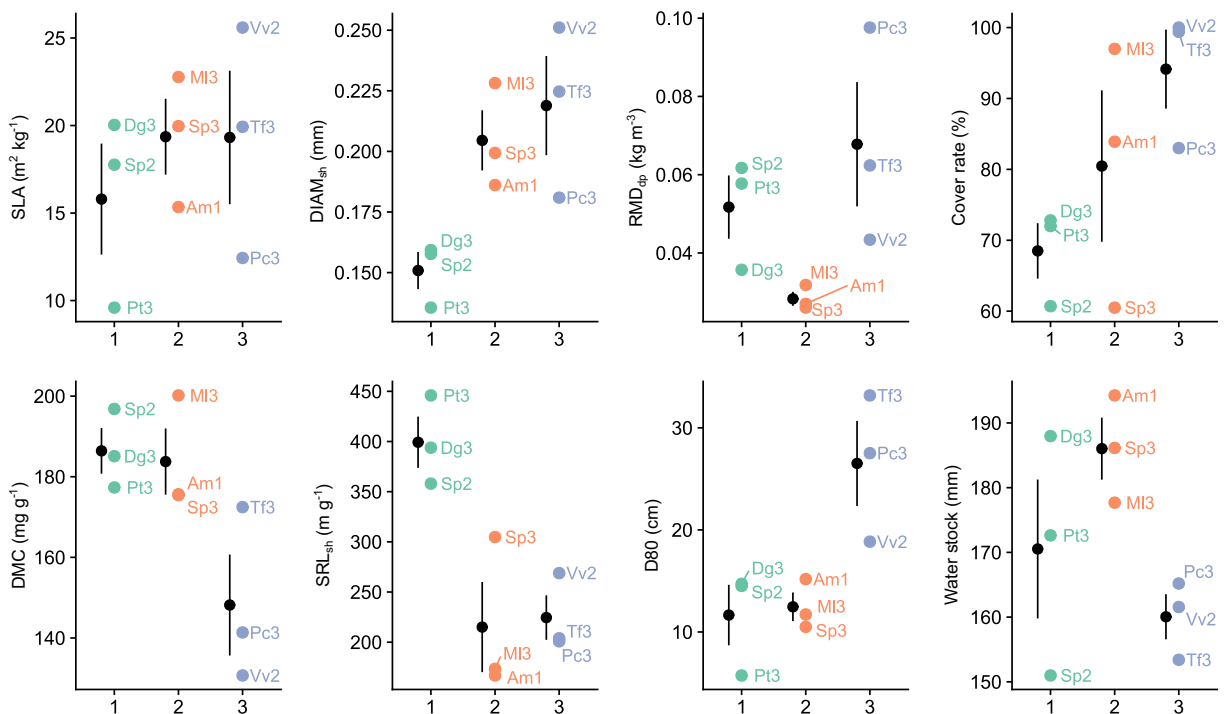 SLA (m² kg⁻¹)
25
20
15
10
Vv2
Ml3
Dg3
Sp3
Tf3
Sp2
Am1
Pc3
Pt3
1 2 3
DIAMsh (mm)
0.250
0.225
0.200
0.175
0.150
Vv2
Ml3
Tf3
Sp3
Am1
Pc3
Dg3
Sp2
Pt3
1 2 3
RMDdp (kg m⁻³)
0.10
0.08
0.06
0.04
Pc3
Sp2
Pt3
Tf3
Vv2
Dg3
Ml3
Am1
Sp3
1 2 3
Cover rate (%)
100
90
80
70
60
Vv2
Tf3
Ml3
Am1
Pc3
Dg3
Pt3
Sp2
Sp3
1 2 3
DMC (mg g⁻¹)
200
180
160
140
Ml3
Sp2
Dg3
Am1
Pt3
Sp3
Tf3
Pc3
Vv2
1 2 3
SRLsh (m g⁻¹)
450
400
350
300
250
200
Pt3
Dg3
Sp2
Sp3
Vv2
Tf3
Pc3
Ml3
Am1
1 2 3
D80 (cm)
30
20
10
Tf3
Pc3
Vv2
Dg3
Sp2
Am1
Ml3
Sp3
Pt3
1 2 3
Water stock (mm)
190
180
170
160
150
Am1
Dg3
Sp3
Ml3
Pt3
Pc3
Vv2
Tf3
Sp2
1 2 3